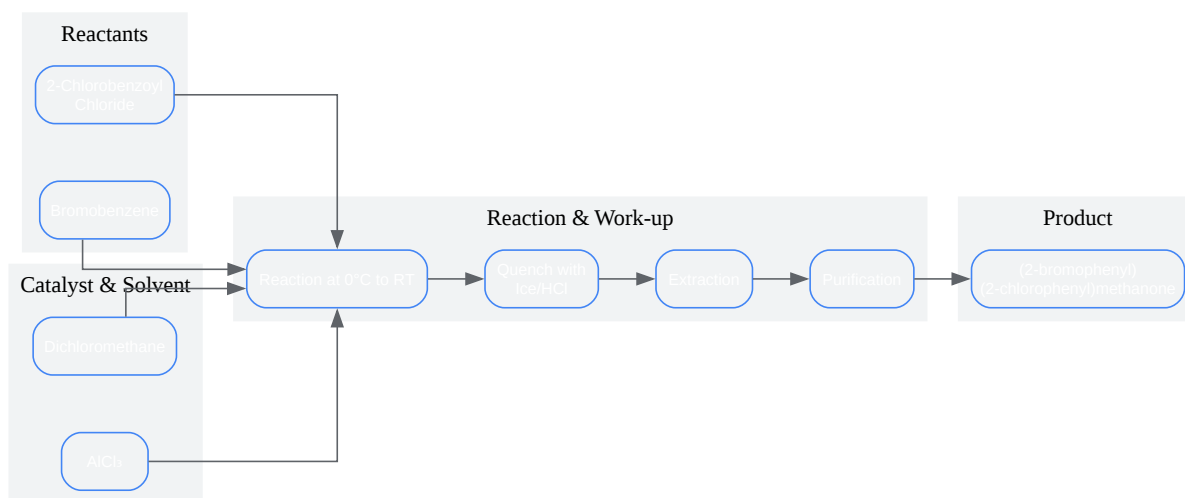 Reactants
2-Chlorobenzoyl
Chloride
Bromobenzene
Catalyst & Solvent
Dichloromethane
AlCl₃
Reaction & Work-up
Reaction at 0°C to RT
Quench with
Ice/HCl
Extraction
Purification
Product
(2-bromophenyl)
(2-chlorophenyl)methanone